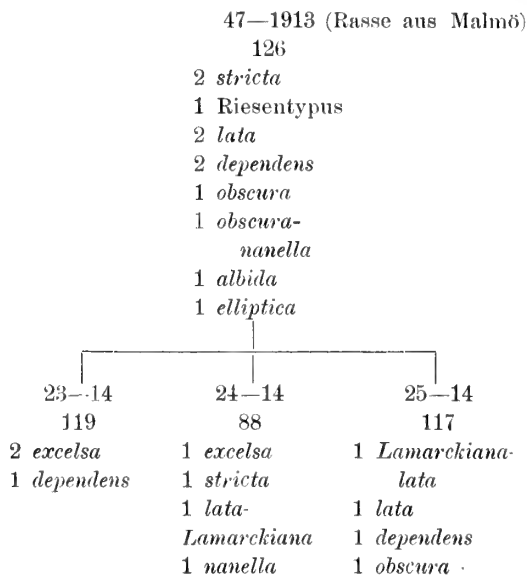 47—1913 (Rasse aus Malmö)
126
2 stricta
1 Riesentypus
2 lata
2 dependens
1 obscura
1 obscura-
nanella
1 albida
1 elliptica
23—14
119
2 excelsa
1 dependens
24—14
88
1 excelsa
1 stricta
1 lata-
Lamarckiana
1 nanella
25—14
117
1 Lamarckiana-
lata
1 lata
1 dependens
1 obscura